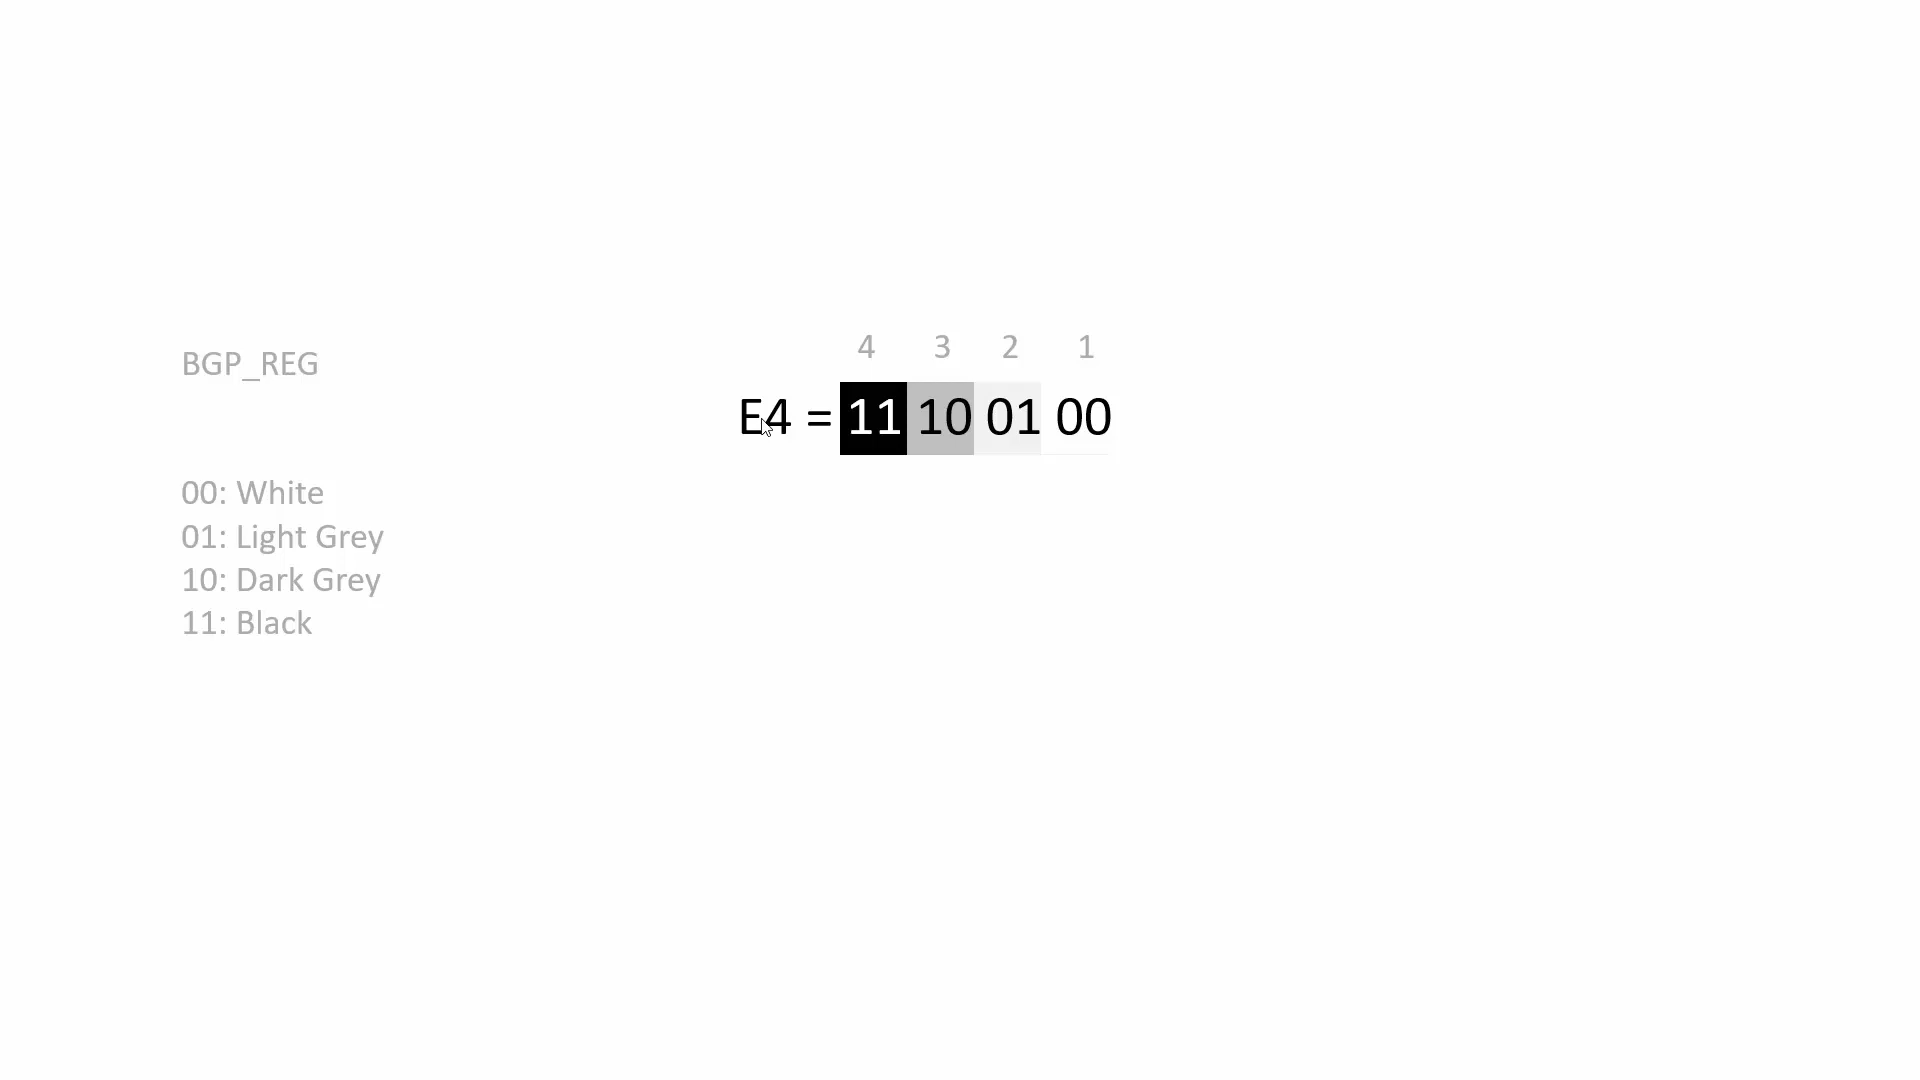 BGP_REG
4 3 2 1
E4 = 11 10 01 00
00: White
01: Light Grey
10: Dark Grey
11: Black